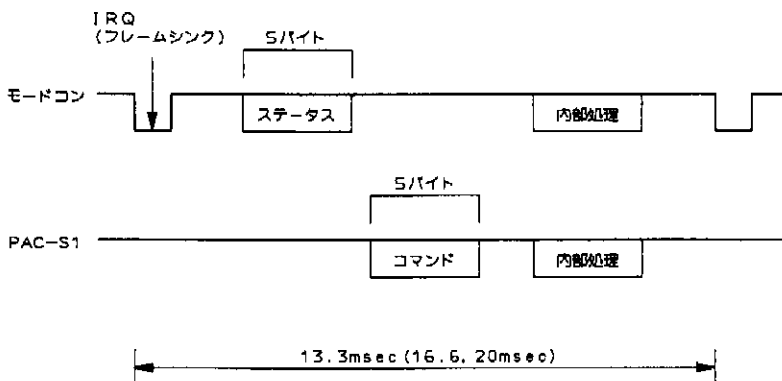 IRQ
(フレームシンク)
5バイト
モードコン
ステータス
内部処理
5バイト
PAC-S1
コマンド
内部処理
13.3msec(16.6, 20msec)